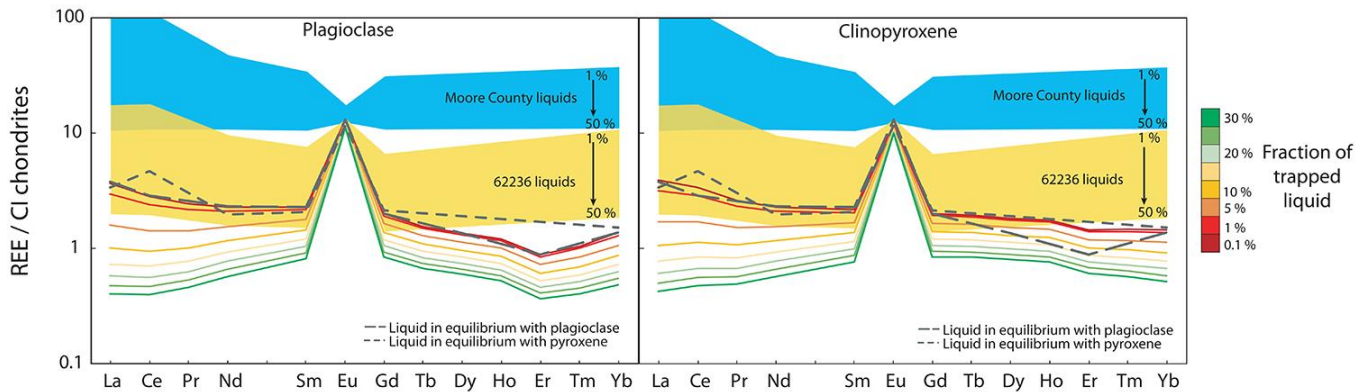 REE / CI chondrites
100
10
1
0.1
Plagioclase
Moore County liquids
1 %
50 %
1 %
62236 liquids
50 %
Liquid in equilibrium with plagioclase
Liquid in equilibrium with pyroxene
La Ce Pr Nd Sm Eu Gd Tb Dy Ho Er Tm Yb
Clinopyroxene
Moore County liquids
1 %
50 %
1 %
62236 liquids
50 %
Liquid in equilibrium with plagioclase
Liquid in equilibrium with pyroxene
La Ce Pr Nd Sm Eu Gd Tb Dy Ho Er Tm Yb
30 %
20 %
10 %
5 %
1 %
0.1 %
Fraction of
trapped
liquid